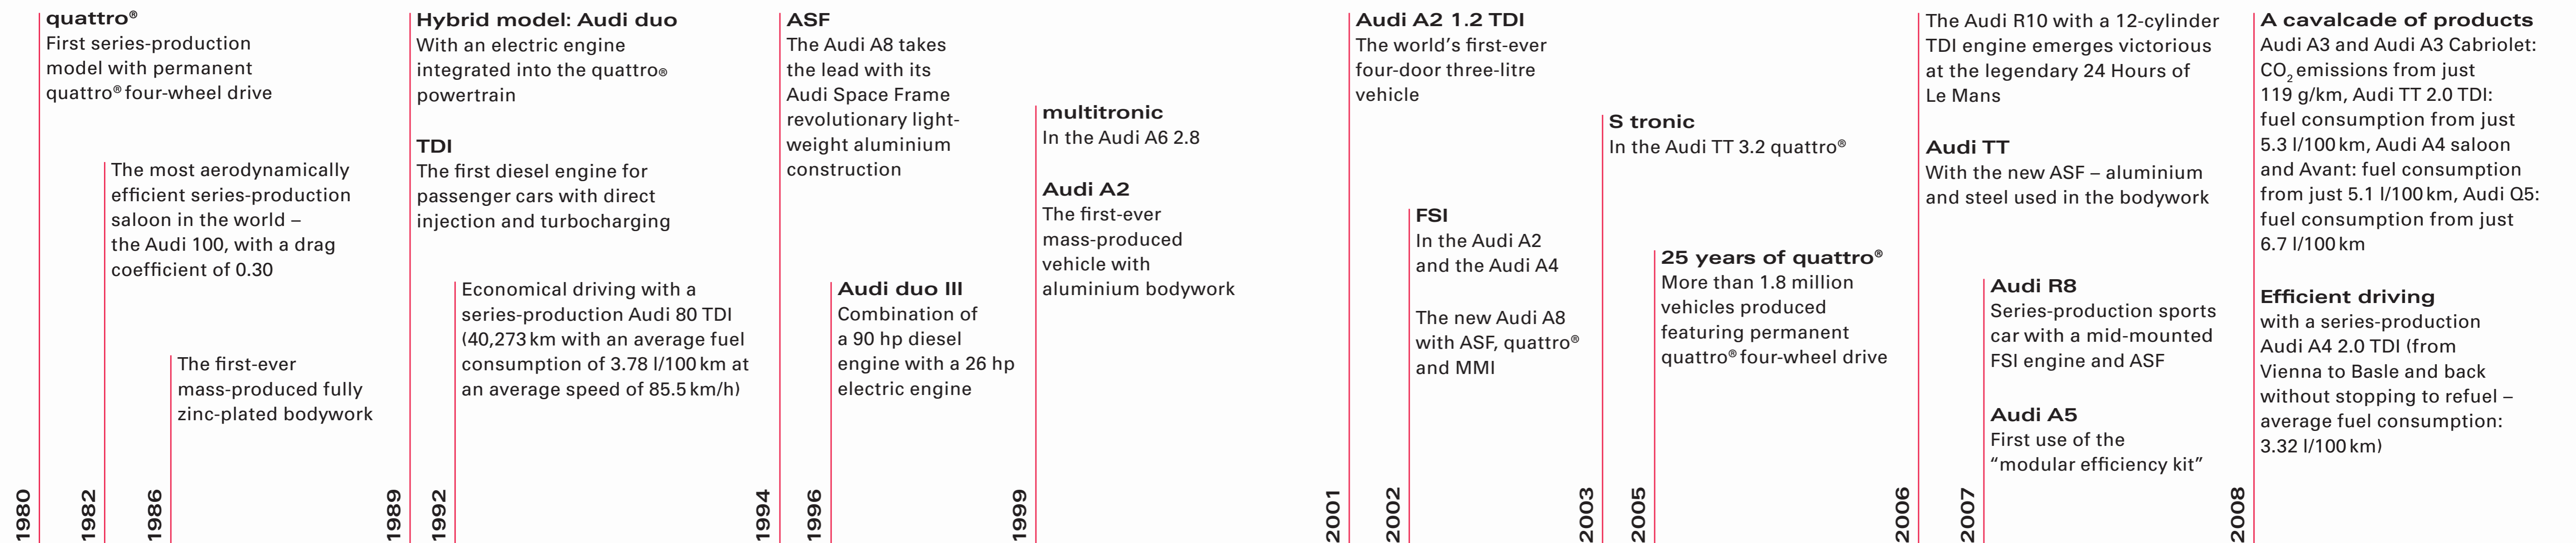 quattro®
First series-production
model with permanent
quattro® four-wheel drive
1980
The most aerodynamically
efficient series-production
saloon in the world –
the Audi 100, with a drag
coefficient of 0.30
1982
The first-ever
mass-produced fully
zinc-plated bodywork
1986
Hybrid model: Audi duo
With an electric engine
integrated into the quattro®
powertrain
TDI
The first diesel engine for
passenger cars with direct
injection and turbocharging
1989
Economical driving with a
series-production Audi 80 TDI
(40,273 km with an average fuel
consumption of 3.78 l/100 km at
an average speed of 85.5 km/h)
1992
ASF
The Audi A8 takes
the lead with its
Audi Space Frame
revolutionary light-
weight aluminium
construction
1994
Audi duo III
Combination of
a 90 hp diesel
engine with a 26 hp
electric engine
1996
multitronic
In the Audi A6 2.8
Audi A2
The first-ever
mass-produced
vehicle with
aluminium bodywork
1999
Audi A2 1.2 TDI
The world's first-ever
four-door three-litre
vehicle
2001
FSI
In the Audi A2
and the Audi A4
The new Audi A8
with ASF, quattro®
and MMI
2002
S tronic
In the Audi TT 3.2 quattro®
2003
25 years of quattro®
More than 1.8 million
vehicles produced
featuring permanent
quattro® four-wheel drive
2005
The Audi R10 with a 12-cylinder
TDI engine emerges victorious
at the legendary 24 Hours of
Le Mans
Audi TT
With the new ASF – aluminium
and steel used in the bodywork
2006
Audi R8
Series-production sports
car with a mid-mounted
FSI engine and ASF
Audi A5
First use of the
“modular efficiency kit”
2007
A cavalcade of products
Audi A3 and Audi A3 Cabriolet:
CO₂ emissions from just
119 g/km, Audi TT 2.0 TDI:
fuel consumption from just
5.3 l/100 km, Audi A4 saloon
and Avant: fuel consumption
from just 5.1 l/100 km, Audi Q5:
fuel consumption from just
6.7 l/100 km
Efficient driving
with a series-production
Audi A4 2.0 TDI (from
Vienna to Basle and back
without stopping to refuel –
average fuel consumption:
3.32 l/100 km)
2008